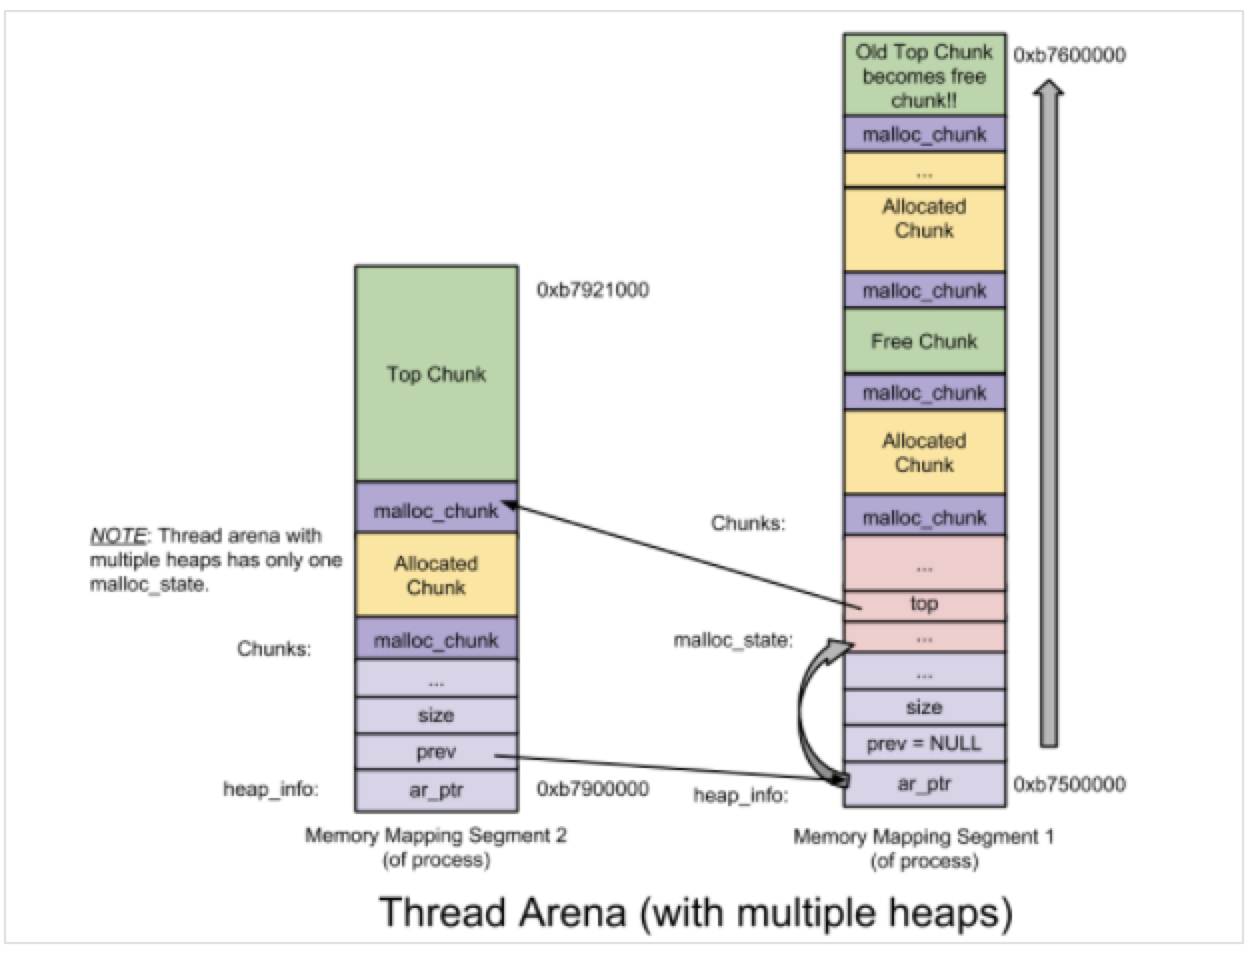 Old Top Chunk
becomes free
chunk!!
0xb7600000
malloc_chunk
...
Allocated
Chunk
malloc_chunk
Free Chunk
malloc_chunk
Allocated
Chunk
Chunks:
malloc_chunk
...
top
malloc_state:
...
...
size
prev = NULL
heap_info:
ar_ptr
0xb7500000
Memory Mapping Segment 1
(of process)
0xb7921000
Top Chunk
malloc_chunk
NOTE: Thread arena with
multiple heaps has only one
malloc_state.
Allocated
Chunk
Chunks:
malloc_chunk
...
size
prev
heap_info:
ar_ptr
0xb7900000
Memory Mapping Segment 2
(of process)
Thread Arena (with multiple heaps)